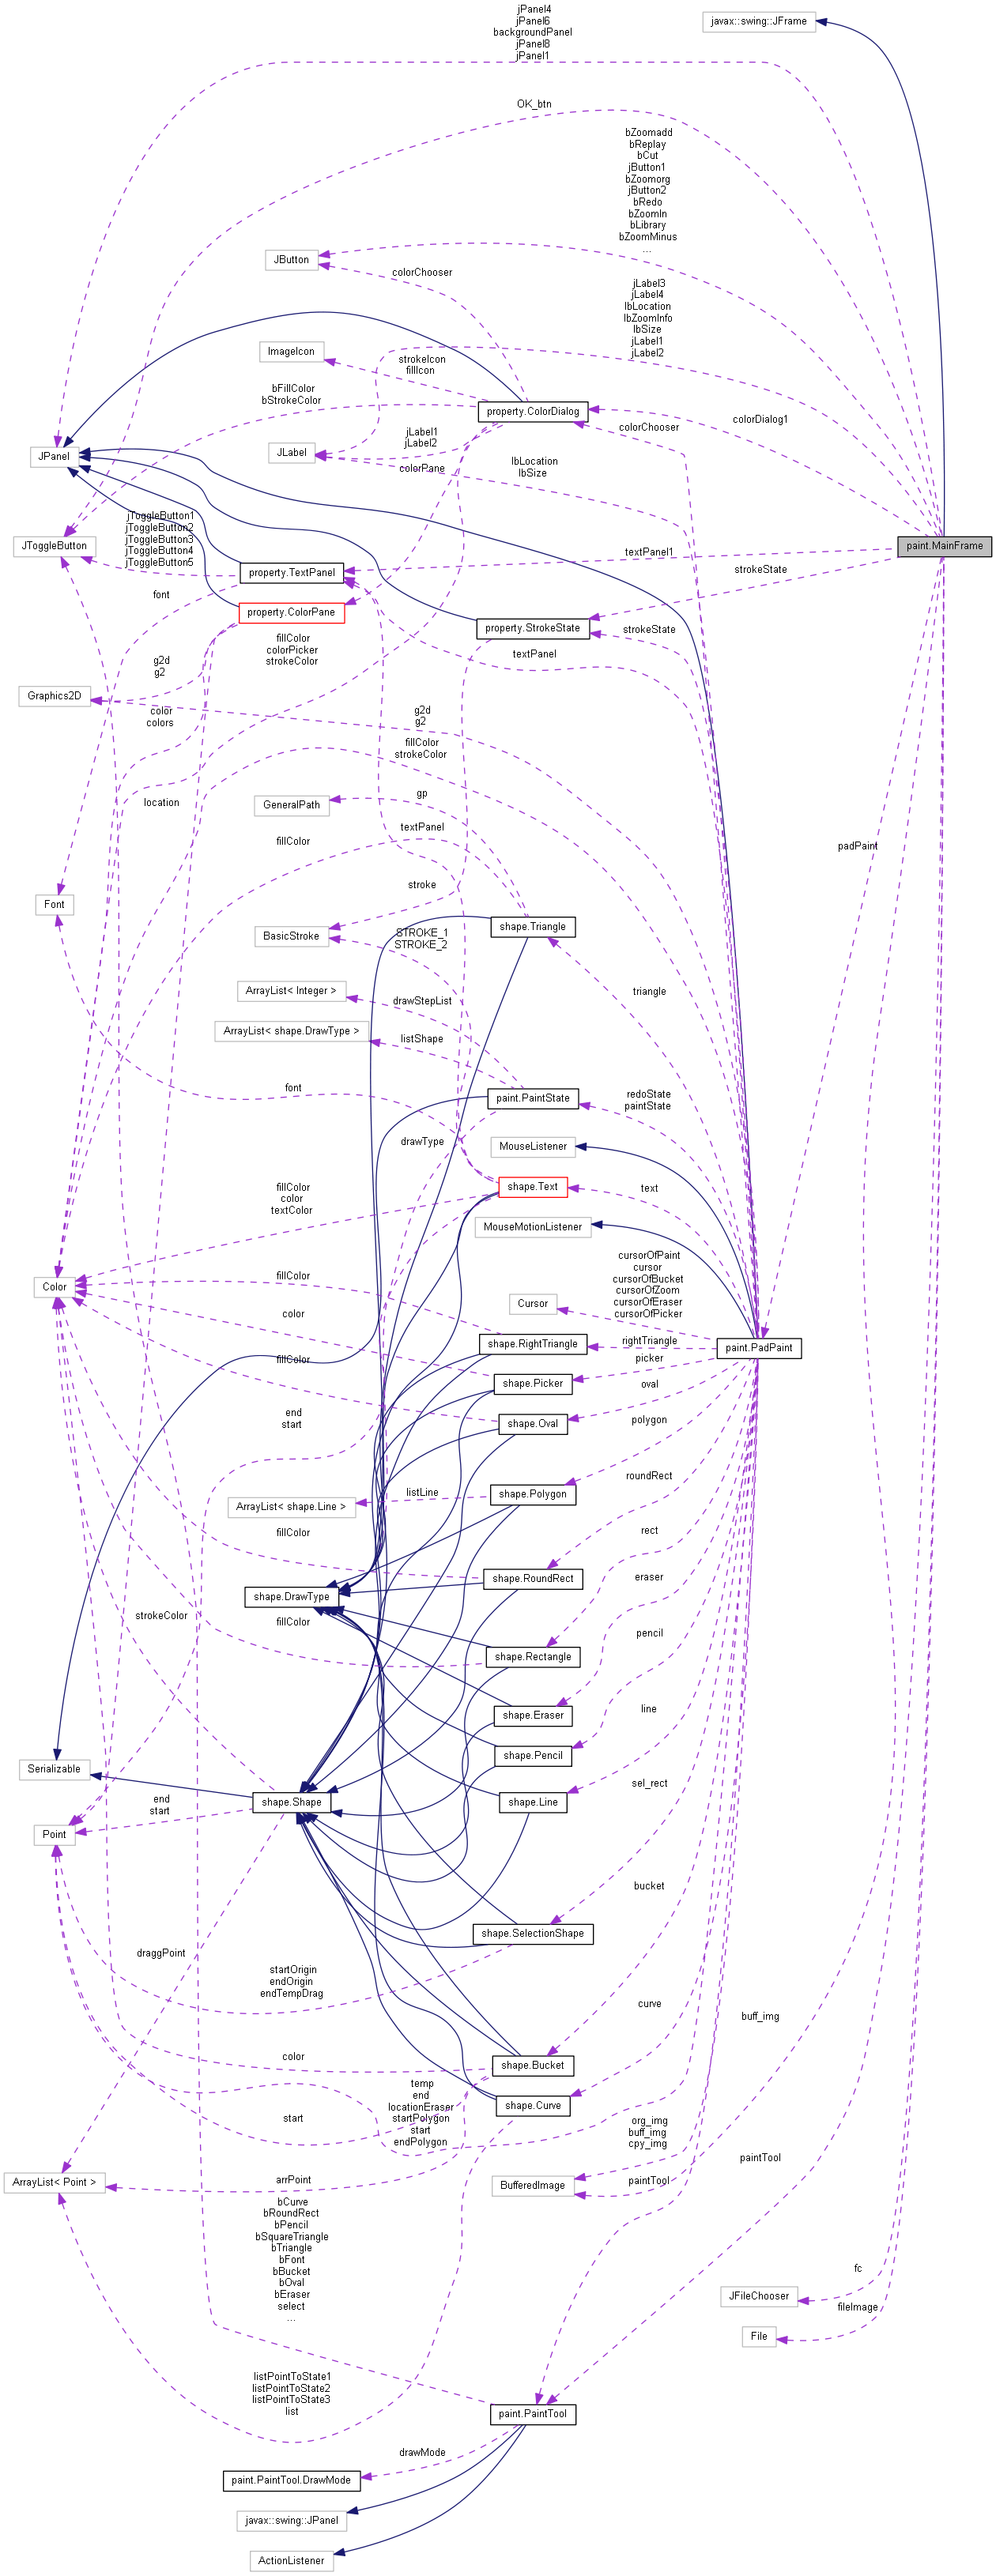 jPanel4
jPanel6
backgroundPanel
jPanel8
jPanel1
javax::swing::JFrame
OK_btn
bZoomadd
bReplay
bCut
jButton1
bZoomorg
jButton2
bRedo
bZoomIn
bLibrary
bZoomMinus
...
JButton
colorChooser
jLabel3
jLabel4
lbLocation
lbZoomInfo
lbSize
jLabel1
jLabel2
ImageIcon
strokeIcon
fillIcon
bFillColor
bStrokeColor
property.ColorDialog
colorDialog1
colorChooser
JLabel
jLabel1
jLabel2
JPanel
colorPane
lbLocation
lbSize
jToggleButton1
jToggleButton2
jToggleButton3
jToggleButton4
jToggleButton5
JToggleButton
paint.MainFrame
textPanel1
property.TextPanel
strokeState
font
property.ColorPane
property.StrokeState
strokeState
fillColor
colorPicker
strokeColor
textPanel
g2d
g2
Graphics2D
color
colors
g2d
g2
fillColor
strokeColor
location
GeneralPath
gp
textPanel
fillColor
padPaint
stroke
Font
shape.Triangle
BasicStroke
STROKE_1
STROKE_2
ArrayList< Integer >
drawStepList
triangle
ArrayList< shape.DrawType >
listShape
font
paint.PaintState
redoState
paintState
drawType
MouseListener
fillColor
color
textColor
shape.Text
text
MouseMotionListener
cursorOfPaint
cursor
cursorOfBucket
cursorOfZoom
cursorOfEraser
cursorOfPicker
Color
fillColor
Cursor
color
shape.RightTriangle
rightTriangle
paint.PadPaint
fillColor
shape.Picker
picker
oval
end
start
shape.Oval
polygon
ArrayList< shape.Line >
listLine
shape.Polygon
roundRect
fillColor
rect
shape.RoundRect
eraser
shape.DrawType
strokeColor
fillColor
pencil
shape.Rectangle
shape.Eraser
line
shape.Pencil
Serializable
sel_rect
shape.Shape
shape.Line
end
start
Point
bucket
shape.SelectionShape
draggPoint
startOrigin
endOrigin
endTempDrag
curve
buff_img
color
shape.Bucket
temp
end
locationEraser
startPolygon
start
endPolygon
shape.Curve
start
org_img
buff_img
cpy_img
ArrayList< Point >
arrPoint
BufferedImage
paintTool
paintTool
bCurve
bRoundRect
bPencil
bSquareTriangle
bTriangle
bFont
bBucket
bOval
bEraser
select
...
JFileChooser
fc
File
fileImage
listPointToState1
listPointToState2
listPointToState3
list
paint.PaintTool
drawMode
paint.PaintTool.DrawMode
javax::swing::JPanel
ActionListener